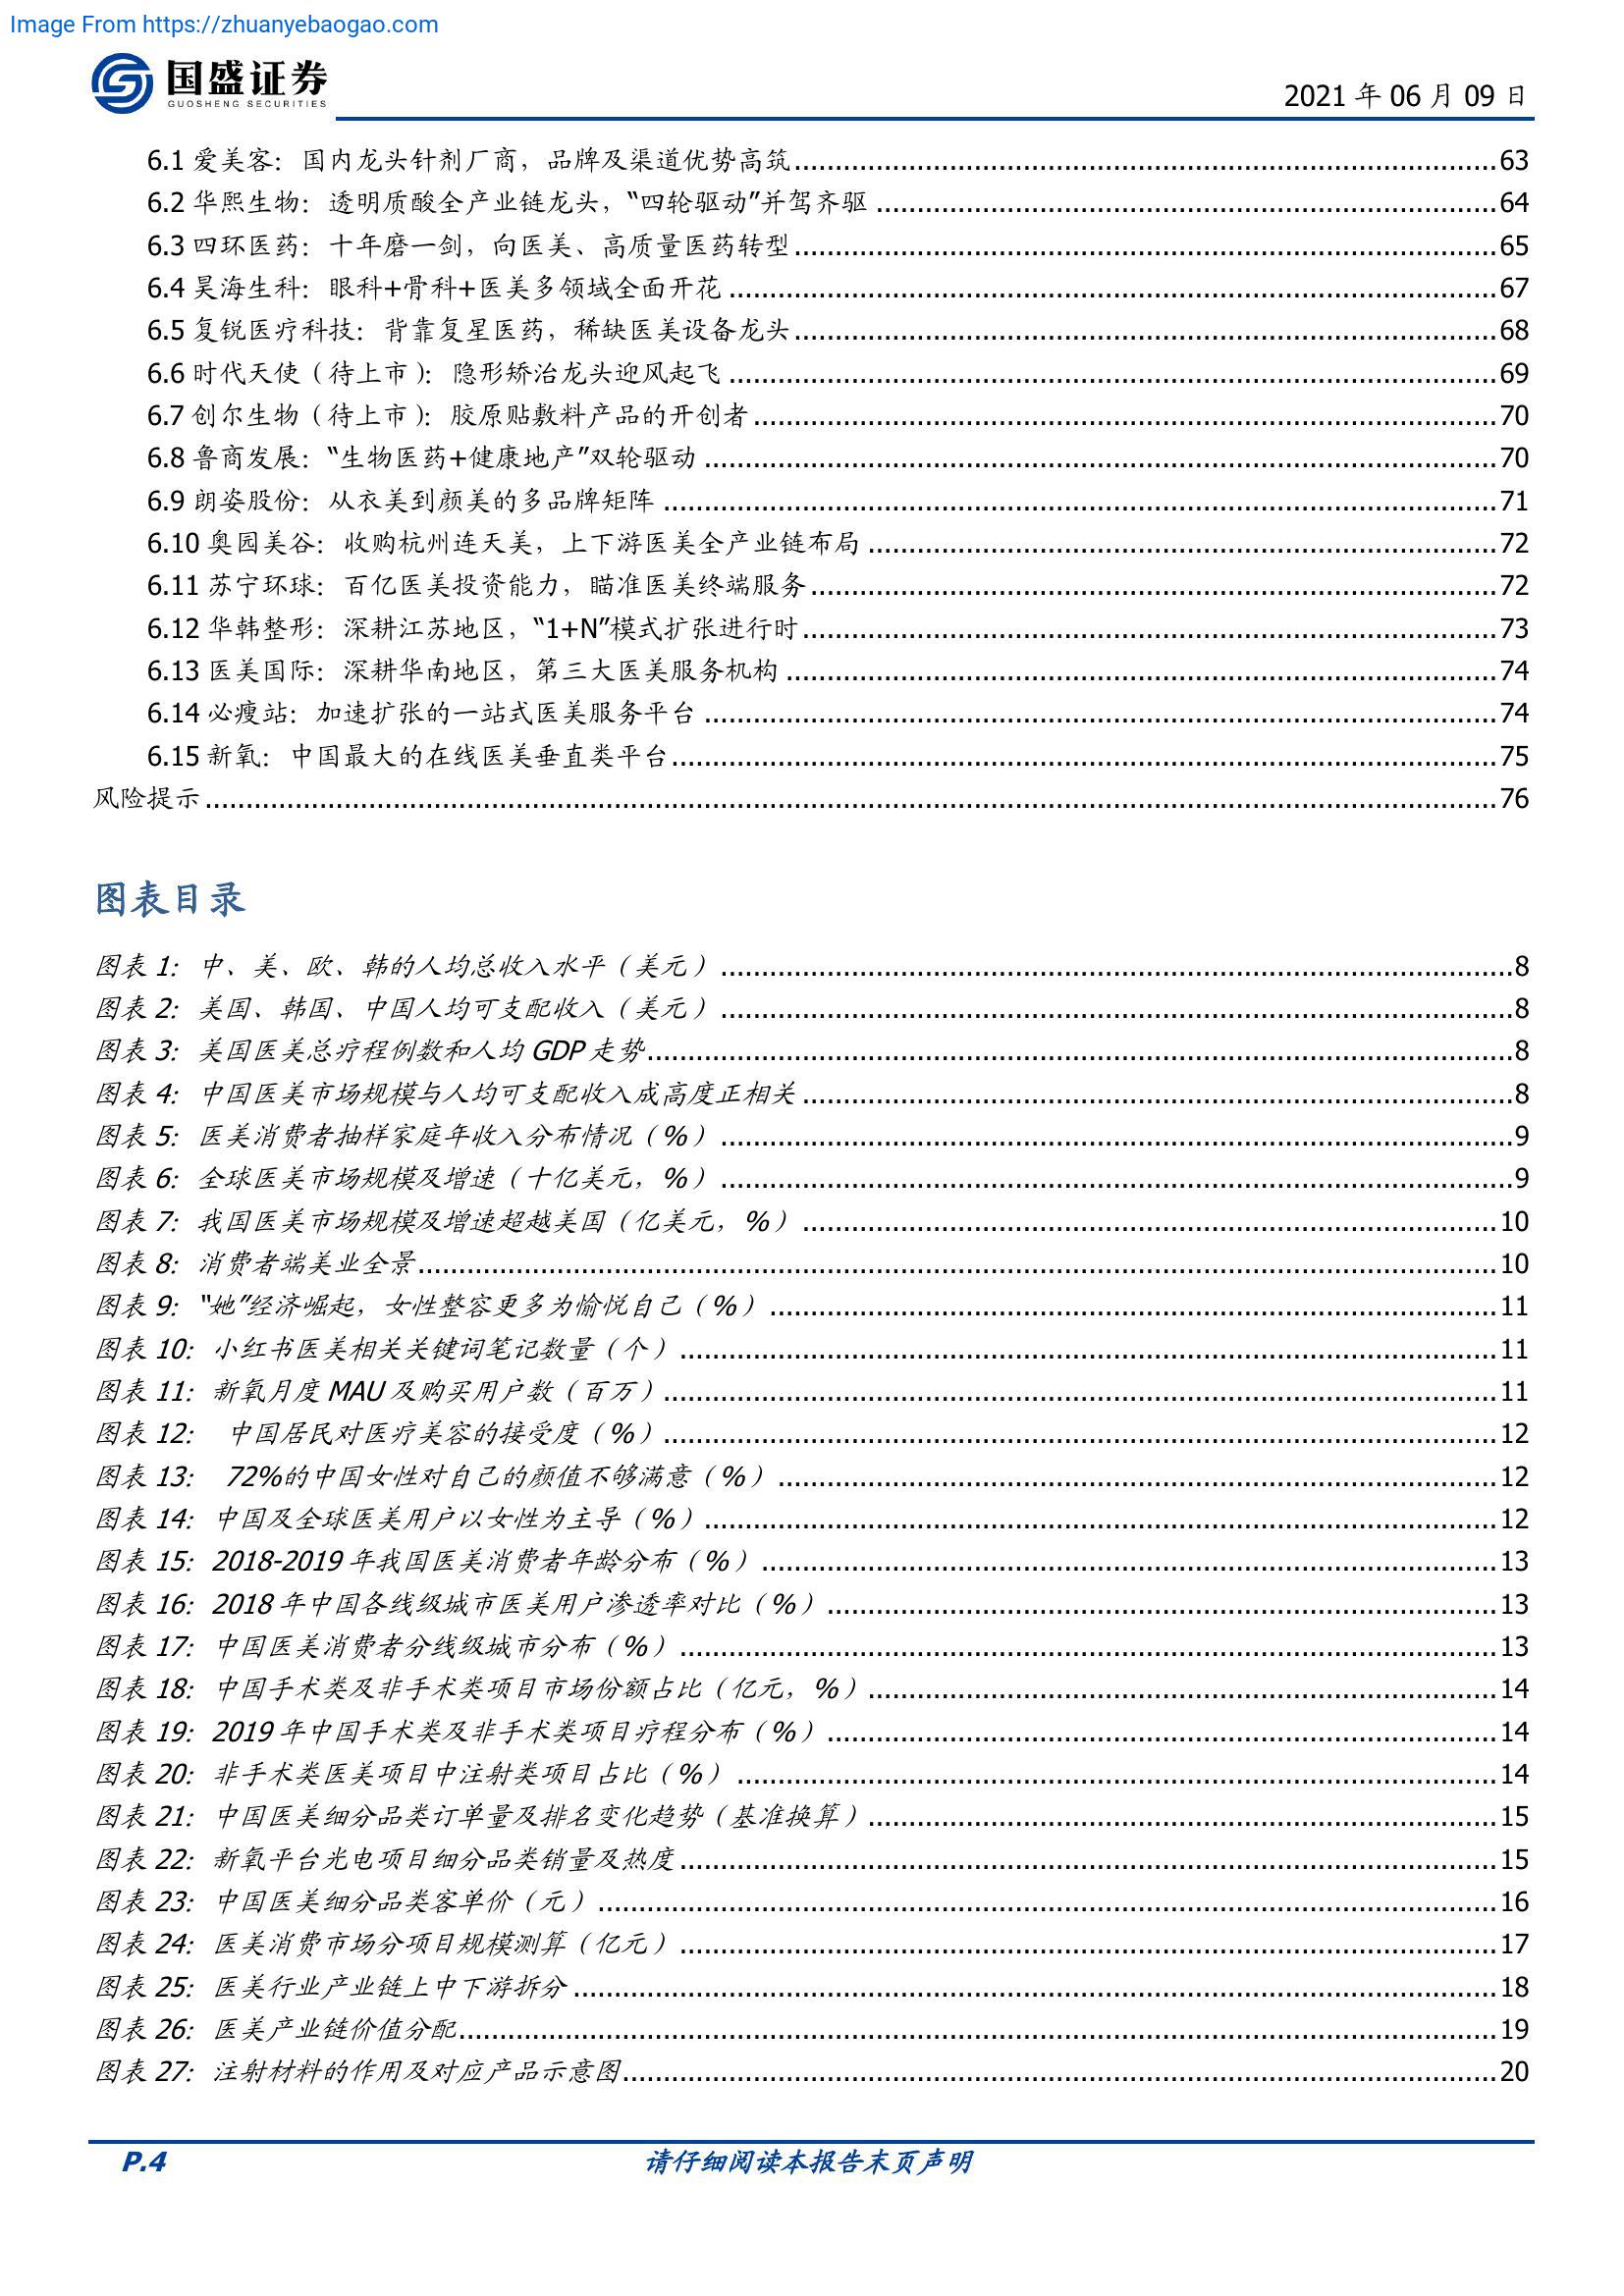 Image From https://zhuanyebaogao.com
国盛证券
GUOSHENG SECURITIES
2021 年 06 月 09 日
6.1 爱美客：国内龙头针剂厂商，品牌及渠道优势高筑........................63
6.2 华熙生物：透明质酸全产业链龙头，“四轮驱动”并驾齐驱........................64
6.3 四环医药：十年磨一剑，向医美、高质量医药转型........................65
6.4 昊海生科：眼科+骨科+医美多领域全面开花........................67
6.5 复锐医疗科技：背靠复星医药，稀缺医美设备龙头........................68
6.6 时代天使（待上市）：隐形矫治龙头迎风起飞........................69
6.7 创尔生物（待上市）：胶原贴敷料产品的开创者........................70
6.8 鲁商发展：“生物医药+健康地产”双轮驱动........................70
6.9 朗姿股份：从衣美到颜美的多品牌矩阵........................71
6.10 奥园美谷：收购杭州连天美，上下游医美全产业链布局........................72
6.11 苏宁环球：百亿医美投资能力，瞄准医美终端服务........................72
6.12 华韩整形：深耕江苏地区，“1+N”模式扩张进行时........................73
6.13 医美国际：深耕华南地区，第三大医美服务机构........................74
6.14 必瘦站：加速扩张的一站式医美服务平台........................74
6.15 新氧：中国最大的在线医美垂直类平台........................75
风险提示........................76
图表目录
图表 1：中、美、欧、韩的人均总收入水平（美元）........................8
图表 2：美国、韩国、中国人均可支配收入（美元）........................8
图表 3：美国医美总疗程例数和人均 GDP 走势........................8
图表 4：中国医美市场规模与人均可支配收入成高度正相关........................8
图表 5：医美消费者抽样家庭年收入分布情况（%）........................9
图表 6：全球医美市场规模及增速（十亿美元，%）........................9
图表 7：我国医美市场规模及增速超越美国（亿美元，%）........................10
图表 8：消费者端美业全景........................10
图表 9：“她”经济崛起，女性整容更多为愉悦自己（%）........................11
图表 10：小红书医美相关关键词笔记数量（个）........................11
图表 11：新氧月度 MAU 及购买用户数（百万）........................11
图表 12： 中国居民对医疗美容的接受度（%）........................12
图表 13： 72%的中国女性对自己的颜值不够满意（%）........................12
图表 14：中国及全球医美用户以女性为主导（%）........................12
图表 15：2018-2019 年我国医美消费者年龄分布（%）........................13
图表 16：2018 年中国各线级城市医美用户渗透率对比（%）........................13
图表 17：中国医美消费者分线级城市分布（%）........................13
图表 18：中国手术类及非手术类项目市场份额占比（亿元，%）........................14
图表 19：2019 年中国手术类及非手术类项目疗程分布（%）........................14
图表 20：非手术类医美项目中注射类项目占比（%）........................14
图表 21：中国医美细分品类订单量及排名变化趋势（基准换算）........................15
图表 22：新氧平台光电项目细分品类销量及热度........................15
图表 23：中国医美细分品类客单价（元）........................16
图表 24：医美消费市场分项目规模测算（亿元）........................17
图表 25：医美行业产业链上中下游拆分........................18
图表 26：医美产业链价值分配........................19
图表 27：注射材料的作用及对应产品示意图........................20
P.4
请仔细阅读本报告末页声明